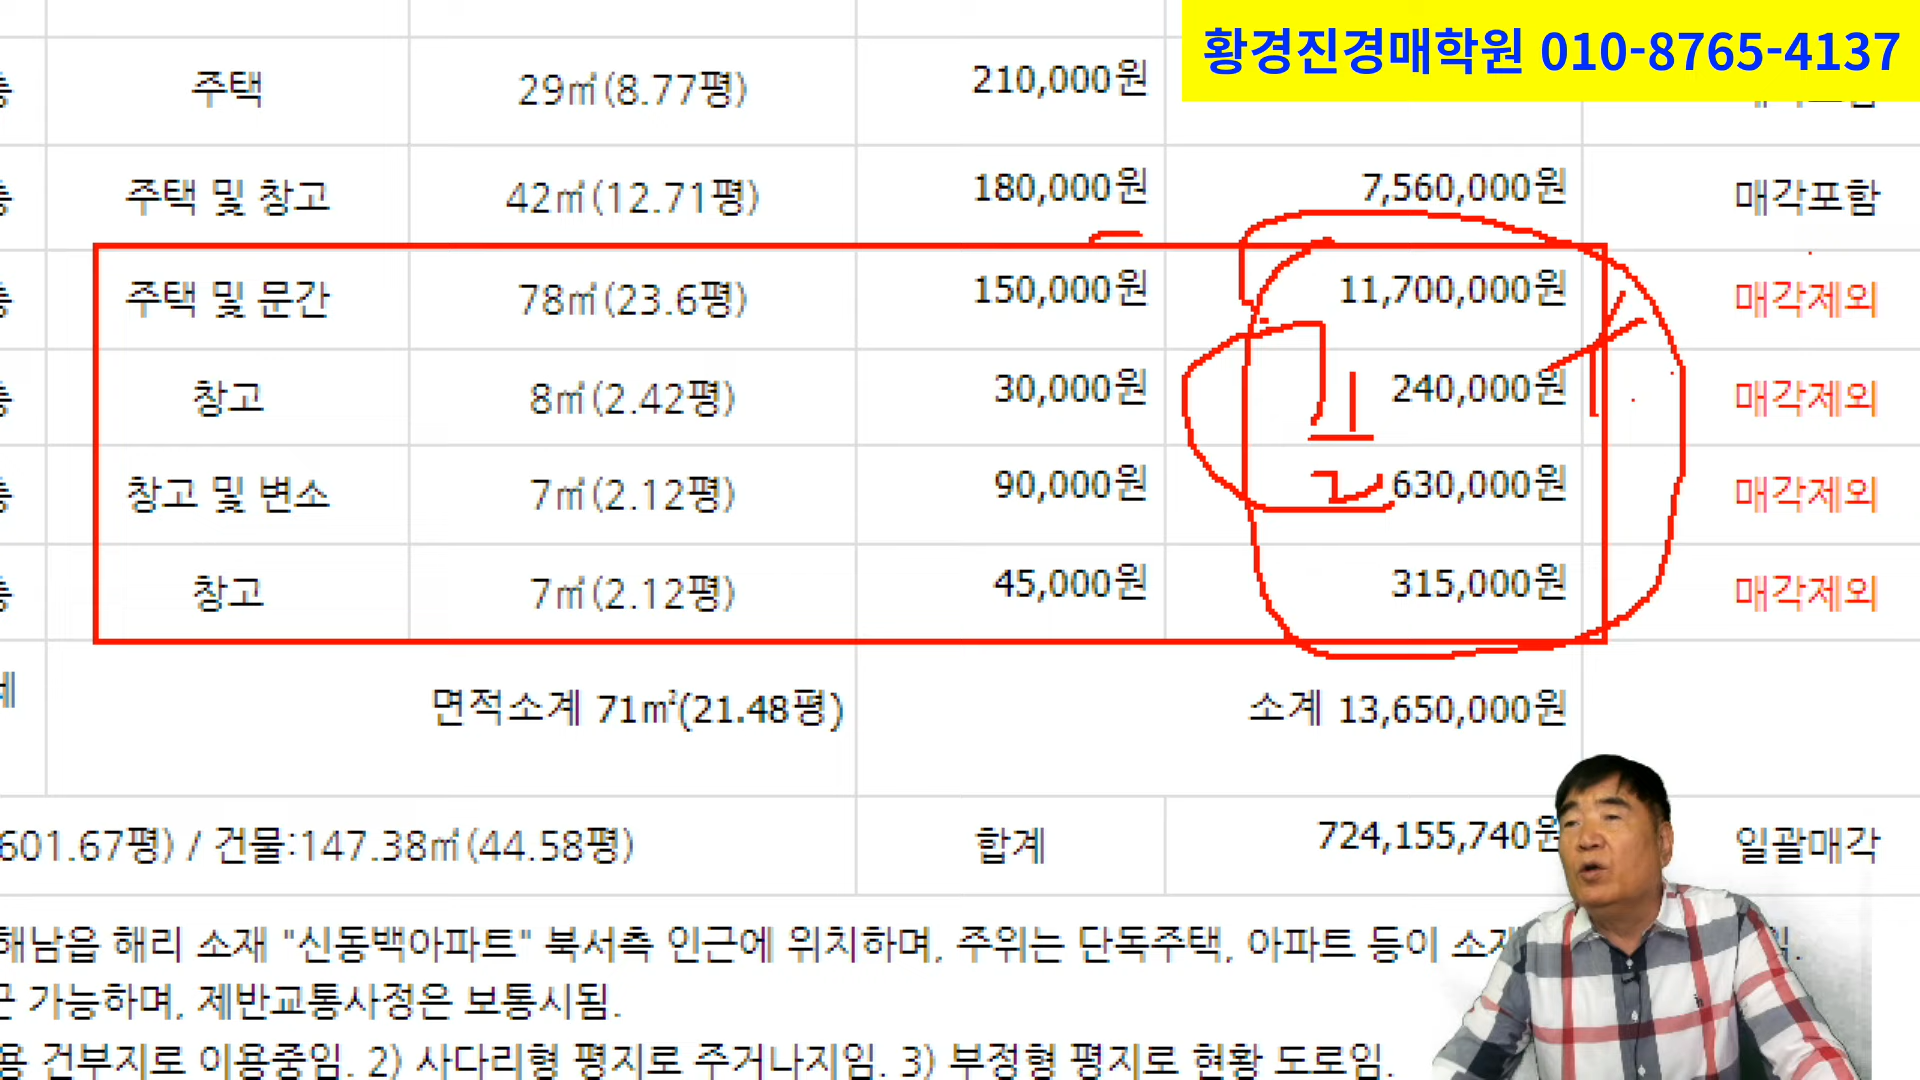 황경진경매학원 010-8765-4137
주택 29㎡(8.77평) 210,000원
주택 및 창고 42㎡(12.71평) 180,000원 7,560,000원 매각포함
주택 및 문간 78㎡(23.6평) 150,000원 11,700,000원 매각제외
창고 8㎡(2.42평) 30,000원 240,000원 매각제외
창고 및 변소 7㎡(2.12평) 90,000원 630,000원 매각제외
창고 7㎡(2.12평) 45,000원 315,000원 매각제외
면적소계 71㎡(21.48평) 소계 13,650,000원
601.67평) / 건물:147.38㎡(44.58평) 합계 724,155,740원 일괄매각
해남읍 해리 소재 "신동백아파트" 북서측 인근에 위치하며, 주위는 단독주택, 아파트 등이 소재
가능하며, 제반교통사정은 보통시됨.
용 건부지로 이용중임. 2) 사다리형 평지로 주거나지임. 3) 부정형 평지로 현황 도로임.